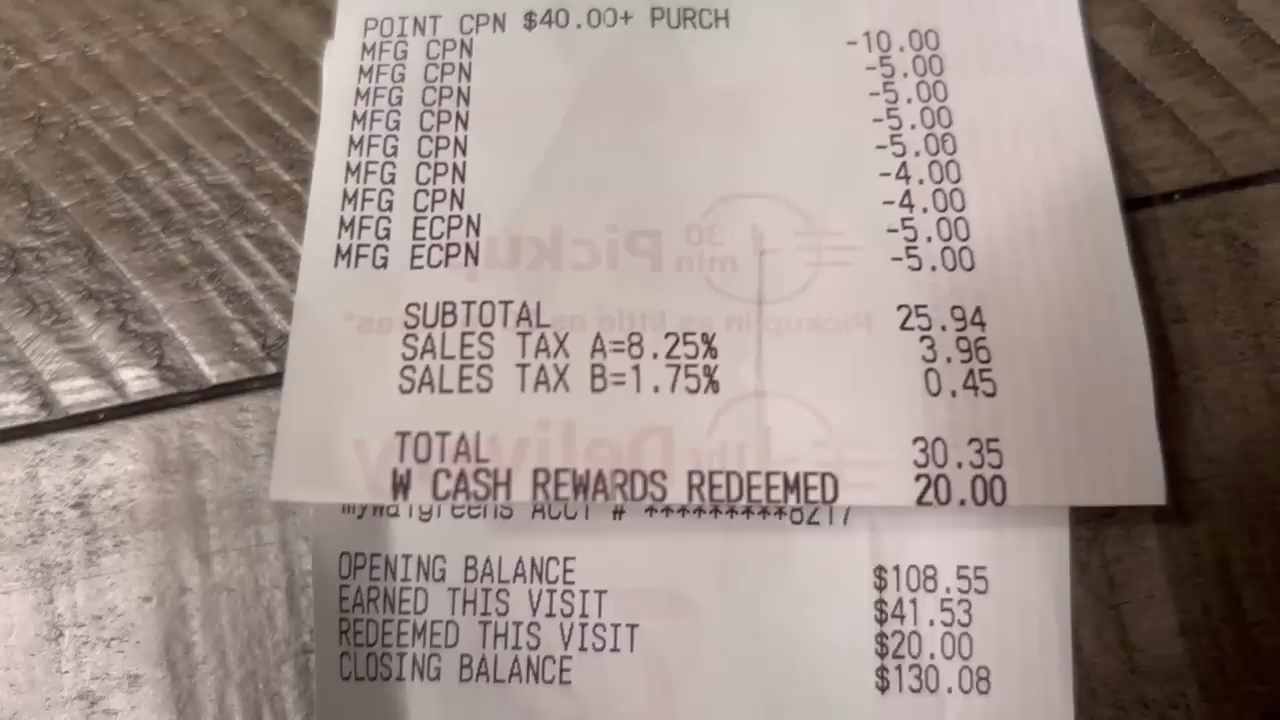 POINT CPN $40.00+ PURCH
MFG CPN -10.00
MFG CPN -5.00
MFG CPN -5.00
MFG CPN -5.00
MFG CPN -5.00
MFG CPN -4.00
MFG CPN -4.00
MFG ECPN -5.00
MFG ECPN -5.00
SUBTOTAL 25.94
SALES TAX A=8.25% 3.96
SALES TAX B=1.75% 0.45
TOTAL 30.35
W CASH REWARDS REDEEMED 20.00
myWalgreens ACCT # *********8217
OPENING BALANCE $108.55
EARNED THIS VISIT $41.53
REDEEMED THIS VISIT $20.00
CLOSING BALANCE $130.08